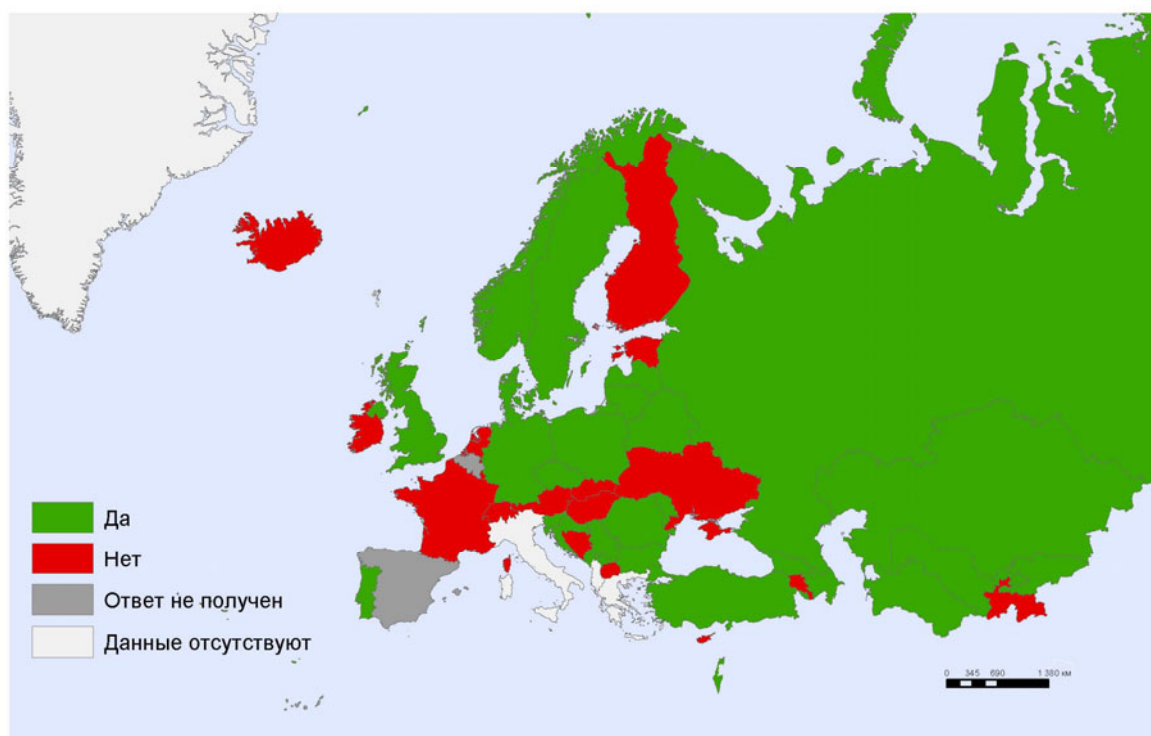 Да
Нет
Ответ не получен
Данные отсутствуют
0 345 690 1 380 км